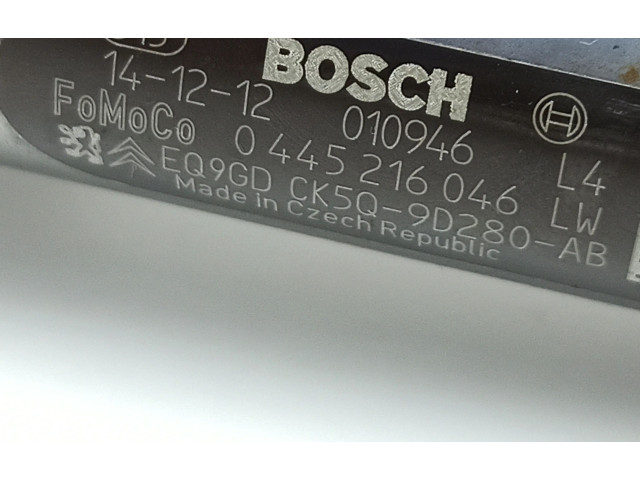 BOSCH
14-12-12 010946 L4
FoMoCo 0 445 216 046 LW
EQ9GD CK5Q-9D280-AB
Made in Czech Republic